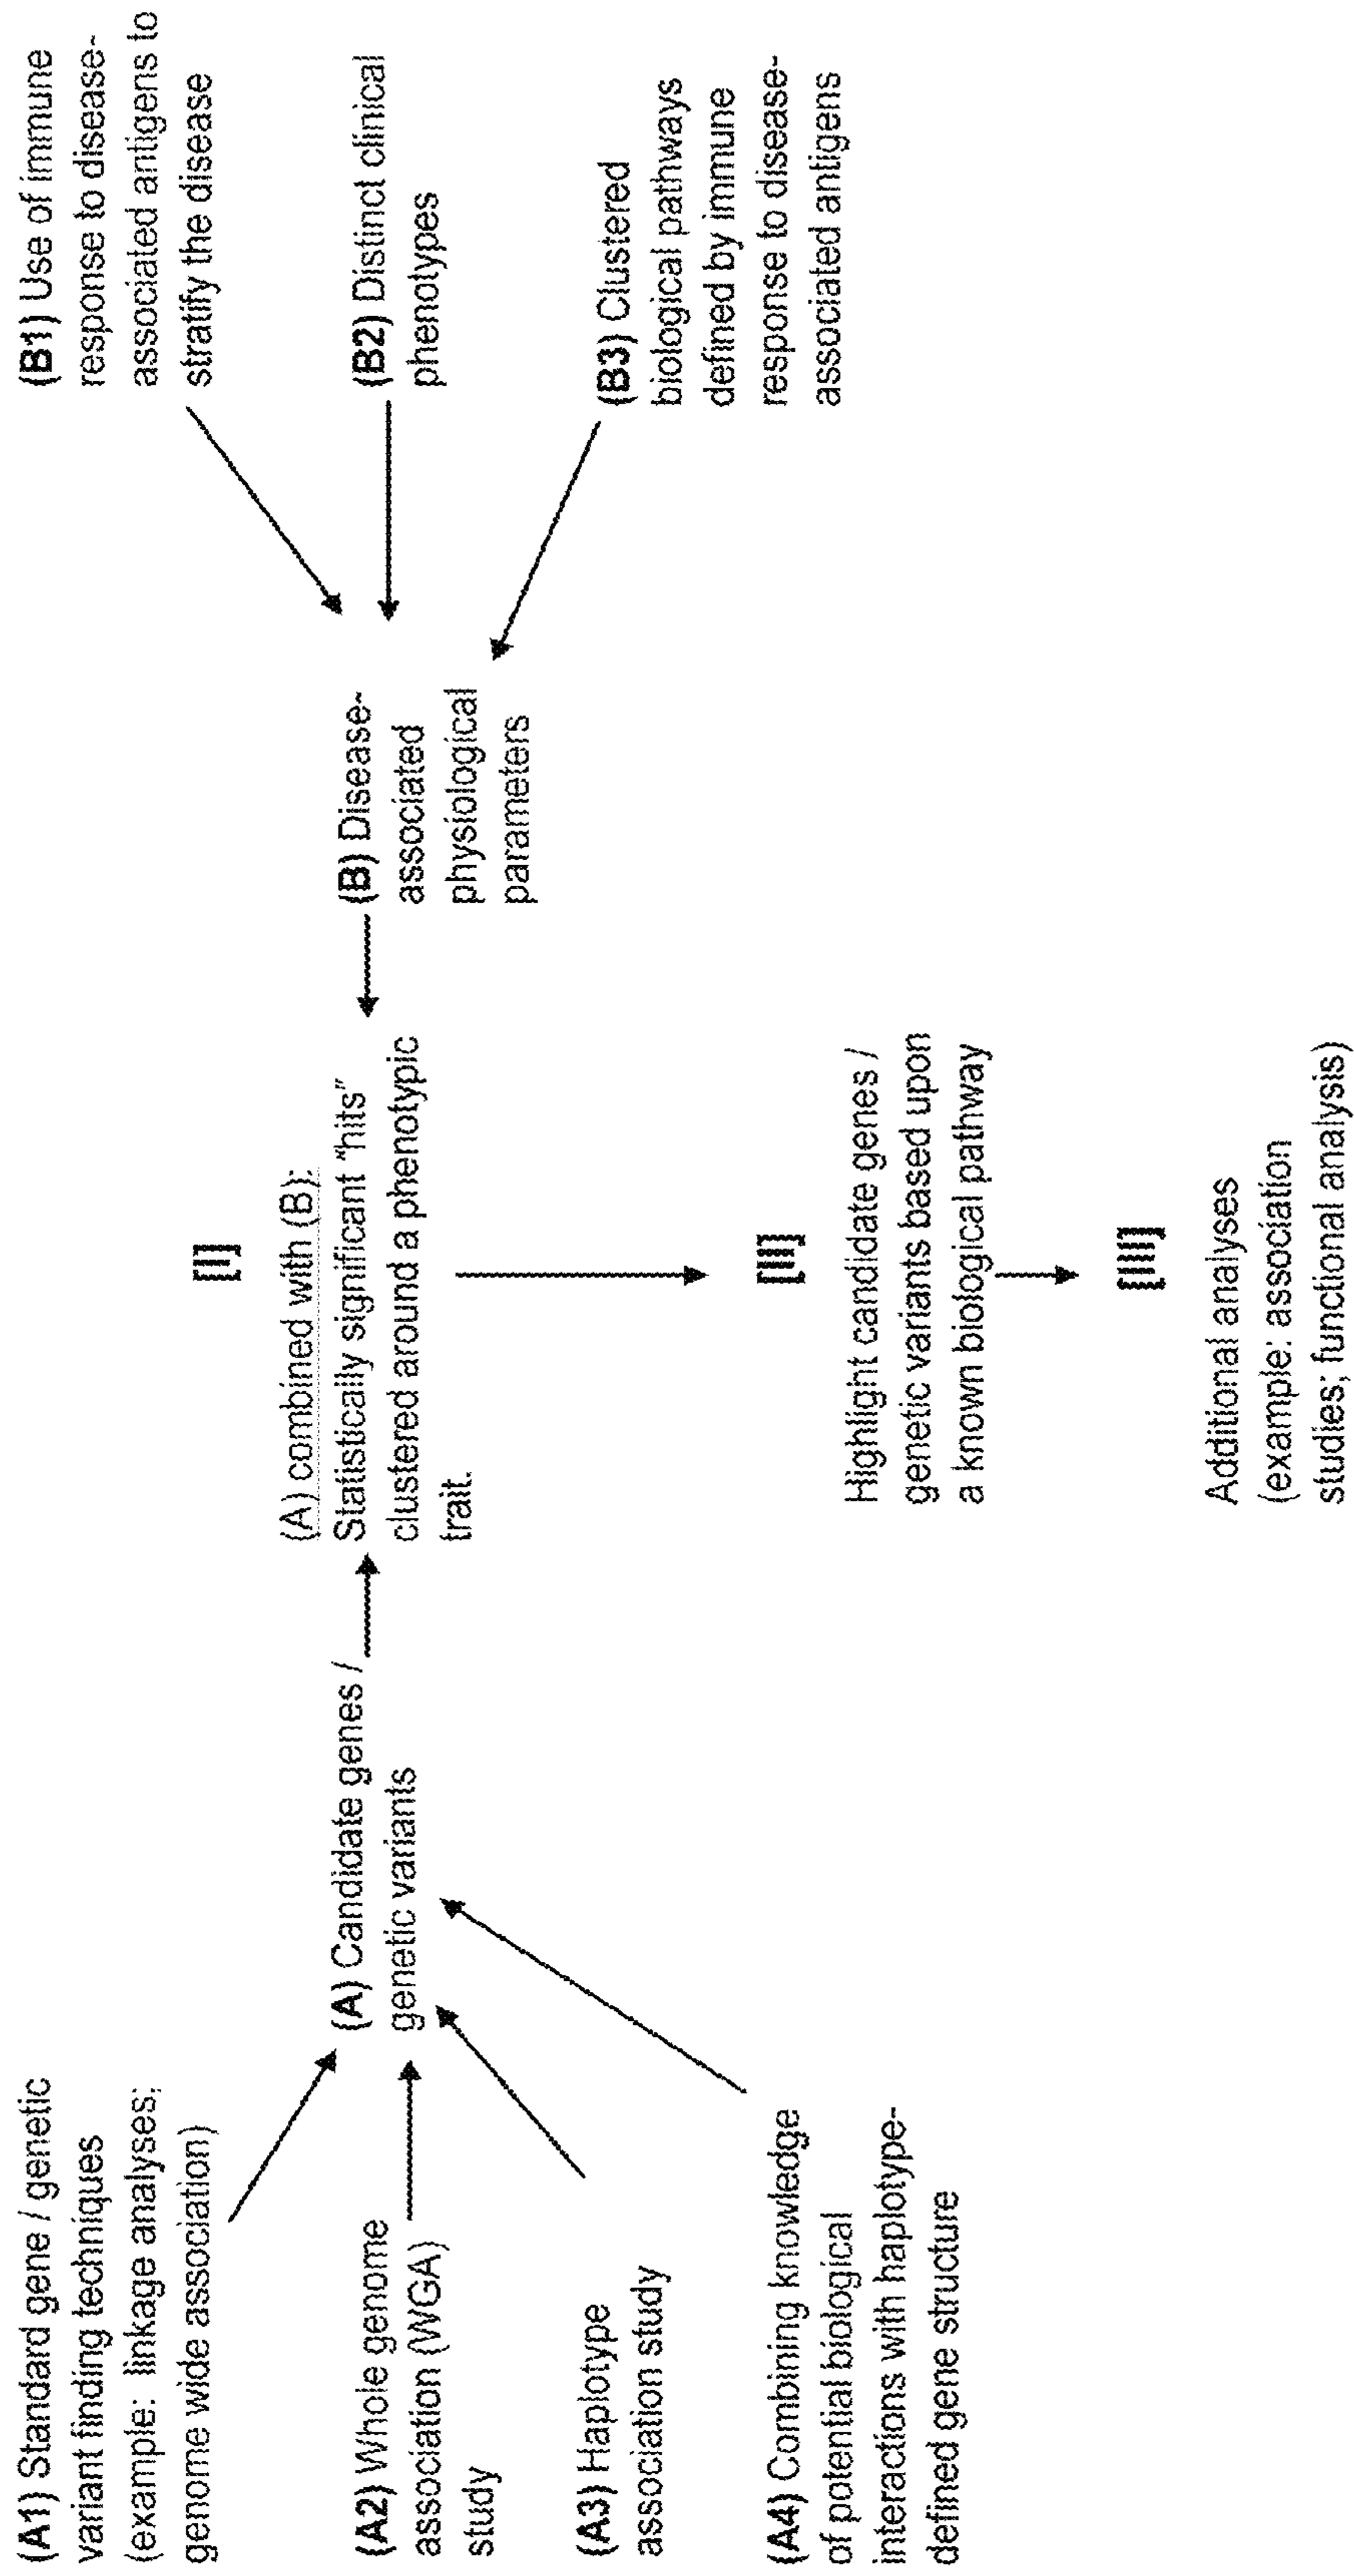 (A1) Standard gene / genetic
variant finding techniques
(example: linkage analyses;
genome wide association)
(A2) Whole genome
association (WGA)
study
(A3) Haplotype
association study
(A4) Combining knowledge
of potential biological
interactions with haplotype-
defined gene structure
(A) Candidate genes /
genetic variants
[I]
(A) combined with (B):
Statistically significant "hits"
clustered around a phenotypic
trait.
[II]
Highlight candidate genes /
genetic variants based upon
a known biological pathway
[III]
Additional analyses
(example: association
studies; functional analysis)
(B) Disease-
associated
physiological
parameters
(B1) Use of immune
response to disease-
associated antigens to
stratify the disease
(B2) Distinct clinical
phenotypes
(B3) Clustered
biological pathways
defined by immune
response to disease-
associated antigens